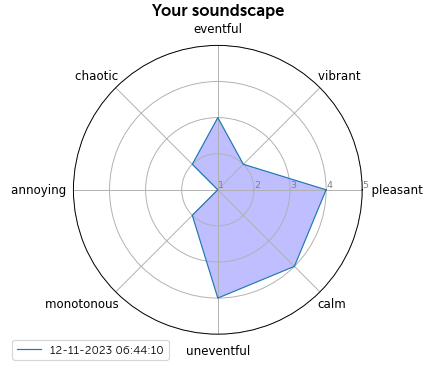 Your soundscape
eventful
chaotic
vibrant
annoying
1
2
3
4
5
pleasant
monotonous
calm
uneventful
12-11-2023 06:44:10